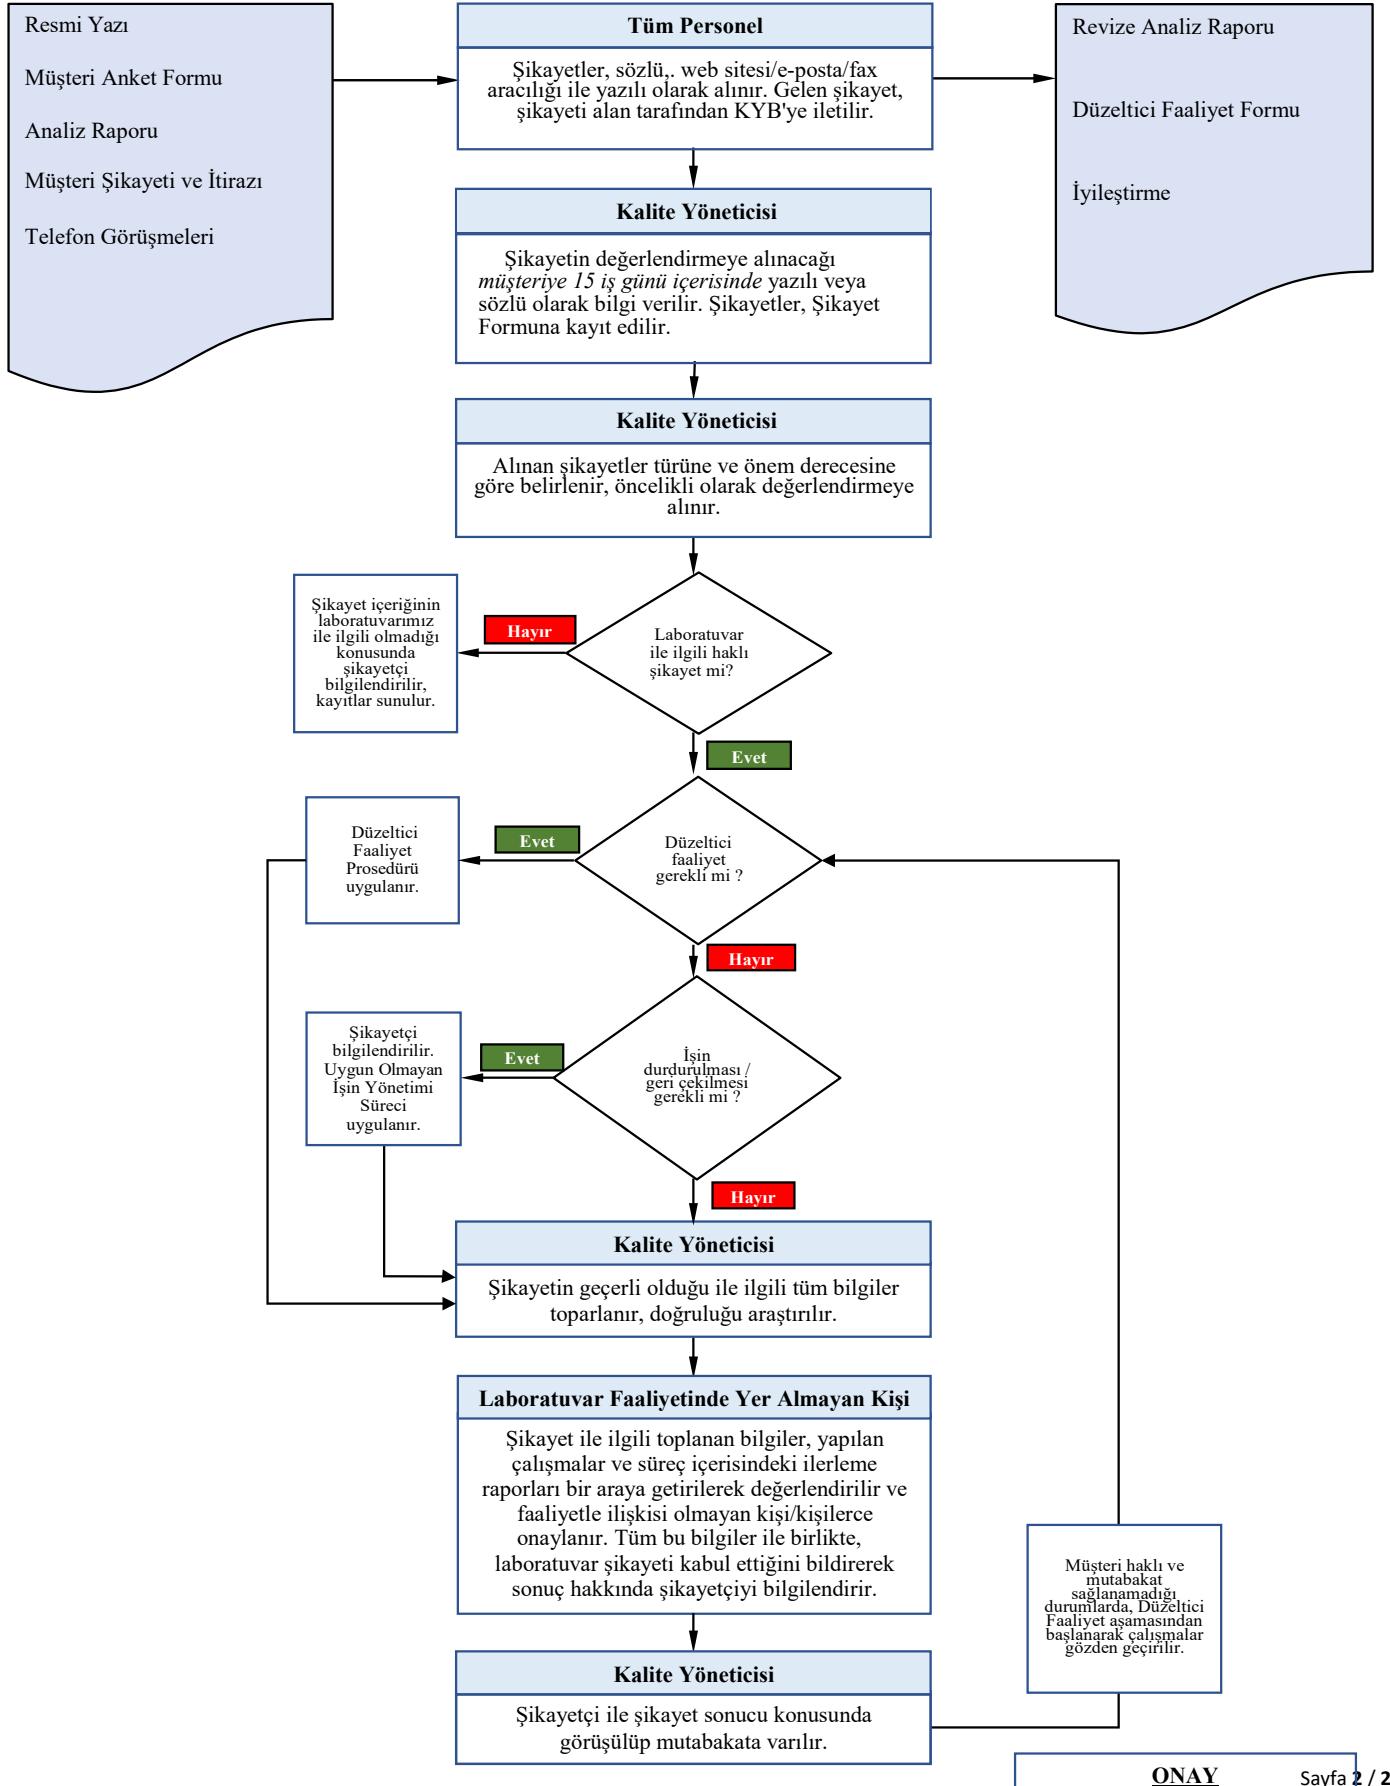 Resmi Yazı
Müşteri Anket Formu
Analiz Raporu
Müşteri Şikayeti ve İtirazı
Telefon Görüşmeleri
Tüm Personel
Şikayetler, sözlü,. web sitesi/e-posta/fax
aracılığı ile yazılı olarak alınır. Gelen şikayet,
şikayeti alan tarafından KYB'ye iletilir.
Revize Analiz Raporu
Düzeltici Faaliyet Formu
İyileştirme
Kalite Yöneticisi
Şikayetin değerlendirmeye alınacağı
müşteriye 15 iş günü içerisinde yazılı veya
sözlü olarak bilgi verilir. Şikayetler, Şikayet
Formuna kayıt edilir.
Kalite Yöneticisi
Alınan şikayetler türüne ve önem derecesine
göre belirlenir, öncelikli olarak değerlendirmeye
alınır.
Şikayet içeriğinin
laboratuvarımız
ile ilgili olmadığı
konusunda
şikayetçi
bilgilendirilir,
kayıtlar sunulur.
Hayır
Laboratuvar
ile ilgili haklı
şikayet mi?
Evet
Düzeltici
Faaliyet
Prosedürü
uygulanır.
Evet
Düzeltici
faaliyet
gerekli mi ?
Hayır
Şikayetçi
bilgilendirilir.
Uygun Olmayan
İşin Yönetimi
Süreci
uygulanır.
Evet
İşin
durdurulması /
geri çekilmesi
gerekli mi ?
Hayır
Kalite Yöneticisi
Şikayetin geçerli olduğu ile ilgili tüm bilgiler
toparlanır, doğruluğu araştırılır.
Laboratuvar Faaliyetinde Yer Almayan Kişi
Şikayet ile ilgili toplanan bilgiler, yapılan
çalışmalar ve süreç içerisindeki ilerleme
raporları bir araya getirilerek değerlendirilir ve
faaliyetle ilişkisi olmayan kişi/kişilerce
onaylanır. Tüm bu bilgiler ile birlikte,
laboratuvar şikayeti kabul ettiğini bildirerek
sonuç hakkında şikayetçiyi bilgilendirir.
Müşteri haklı ve
mutabakat
sağlanamadığı
durumlarda, Düzeltici
Faaliyet aşamasından
başlanarak çalışmalar
gözden geçirilir.
Kalite Yöneticisi
Şikayetçi ile şikayet sonucu konusunda
görüşülüp mutabakata varılır.
ONAY
Sayfa 2 / 2